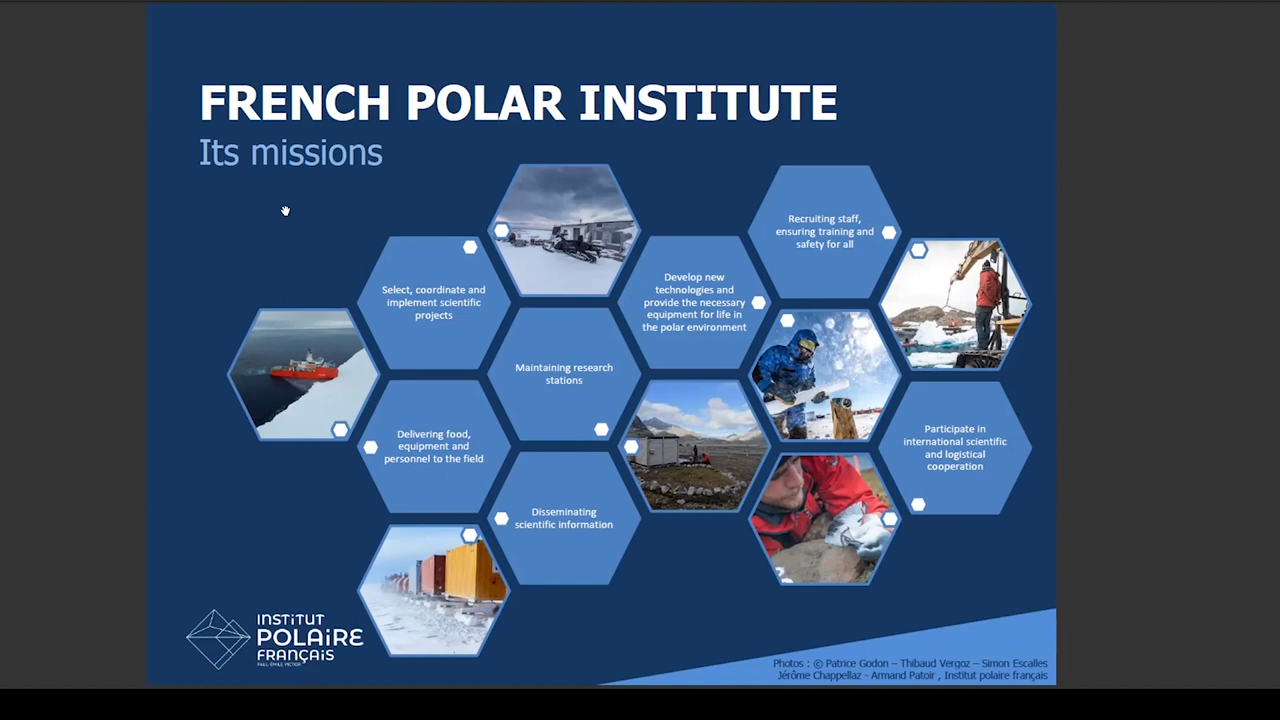 FRENCH POLAR INSTITUTE
Its missions
Recruiting staff,
ensuring training and
safety for all
Select, coordinate and
implement scientific
projects
Develop new
technologies and
provide the necessary
equipment for life in
the polar environment
Maintaining research
stations
Delivering food,
equipment and
personnel to the field
Participate in
international scientific
and logistical
cooperation
Disseminating
scientific information
INSTITUT
POLAIRE
FRANÇAIS
PAUL-ÉMILE VICTOR
Photos : © Patrice Godon – Thibaud Vergoz – Simon Escalles
Jérôme Chappellaz - Armand Patoir , Institut polaire français